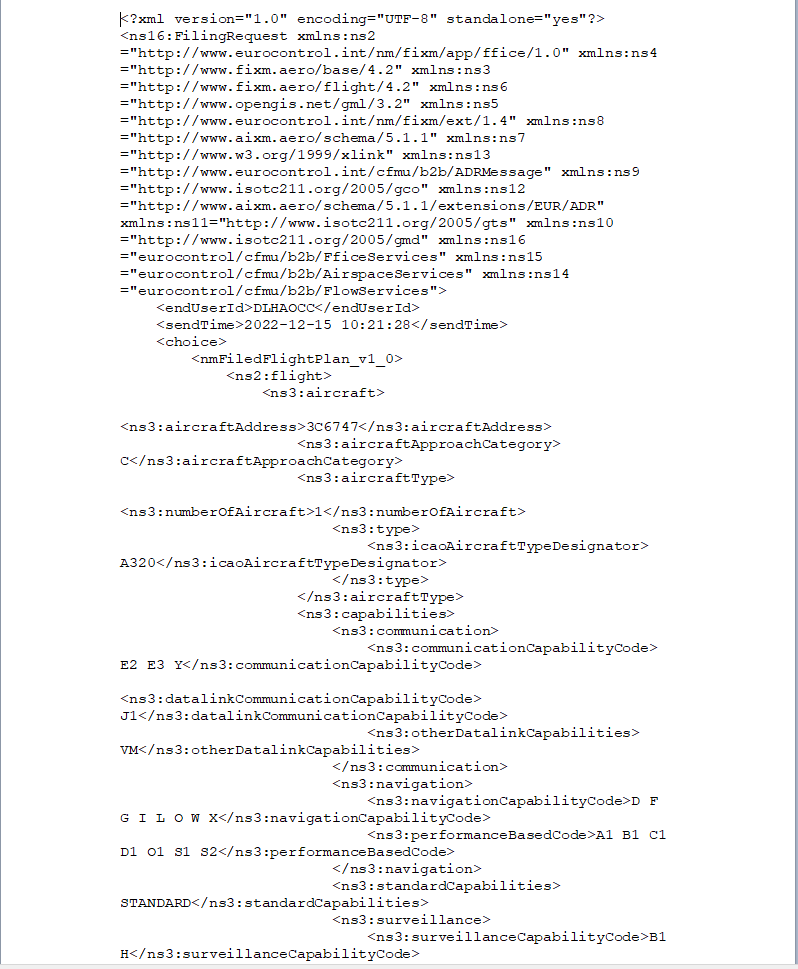 <?xml version="1.0" encoding="UTF-8" standalone="yes"?>
<ns16:FilingRequest xmlns:ns2
="http://www.eurocontrol.int/nm/fixm/app/ffice/1.0" xmlns:ns4
="http://www.fixm.aero/base/4.2" xmlns:ns3
="http://www.fixm.aero/flight/4.2" xmlns:ns6
="http://www.opengis.net/gml/3.2" xmlns:ns5
="http://www.eurocontrol.int/nm/fixm/ext/1.4" xmlns:ns8
="http://www.aixm.aero/schema/5.1.1" xmlns:ns7
="http://www.w3.org/1999/xlink" xmlns:ns13
="http://www.eurocontrol.int/cfmu/b2b/ADRMessage" xmlns:ns9
="http://www.isotc211.org/2005/gco" xmlns:ns12
="http://www.aixm.aero/schema/5.1.1/extensions/EUR/ADR"
xmlns:ns11="http://www.isotc211.org/2005/gts" xmlns:ns10
="http://www.isotc211.org/2005/gmd" xmlns:ns16
="eurocontrol/cfmu/b2b/FficeServices" xmlns:ns15
="eurocontrol/cfmu/b2b/AirspaceServices" xmlns:ns14
="eurocontrol/cfmu/b2b/FlowServices">
<endUserId>DLHAOCC</endUserId>
<sendTime>2022-12-15 10:21:28</sendTime>
<choice>
<nmFiledFlightPlan_v1_0>
<ns2:flight>
<ns3:aircraft>
<ns3:aircraftAddress>3C6747</ns3:aircraftAddress>
<ns3:aircraftApproachCategory>
C</ns3:aircraftApproachCategory>
<ns3:aircraftType>
<ns3:numberOfAircraft>1</ns3:numberOfAircraft>
<ns3:type>
<ns3:icaoAircraftTypeDesignator>
A320</ns3:icaoAircraftTypeDesignator>
</ns3:type>
</ns3:aircraftType>
<ns3:capabilities>
<ns3:communication>
<ns3:communicationCapabilityCode>
E2 E3 Y</ns3:communicationCapabilityCode>
<ns3:datalinkCommunicationCapabilityCode>
J1</ns3:datalinkCommunicationCapabilityCode>
<ns3:otherDatalinkCapabilities>
VM</ns3:otherDatalinkCapabilities>
</ns3:communication>
<ns3:navigation>
<ns3:navigationCapabilityCode>D F
G I L O W X</ns3:navigationCapabilityCode>
<ns3:performanceBasedCode>A1 B1 C1
D1 O1 S1 S2</ns3:performanceBasedCode>
</ns3:navigation>
<ns3:standardCapabilities>
STANDARD</ns3:standardCapabilities>
<ns3:surveillance>
<ns3:surveillanceCapabilityCode>B1
H</ns3:surveillanceCapabilityCode>